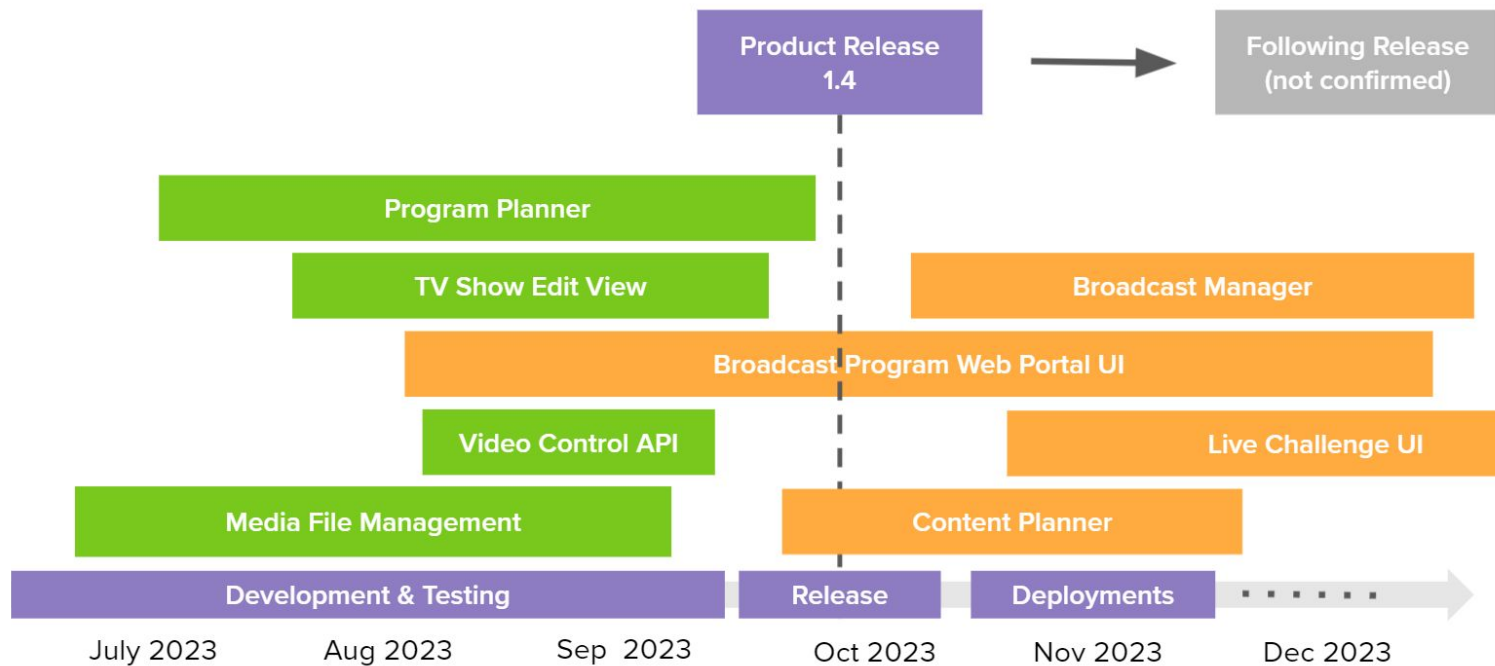 Product Release
1.4
Following Release
(not confirmed)
Program Planner
TV Show Edit View
Broadcast Manager
Broadcast Program Web Portal UI
Video Control API
Live Challenge UI
Media File Management
Content Planner
Development & Testing
Release
Deployments
July 2023
Aug 2023
Sep 2023
Oct 2023
Nov 2023
Dec 2023